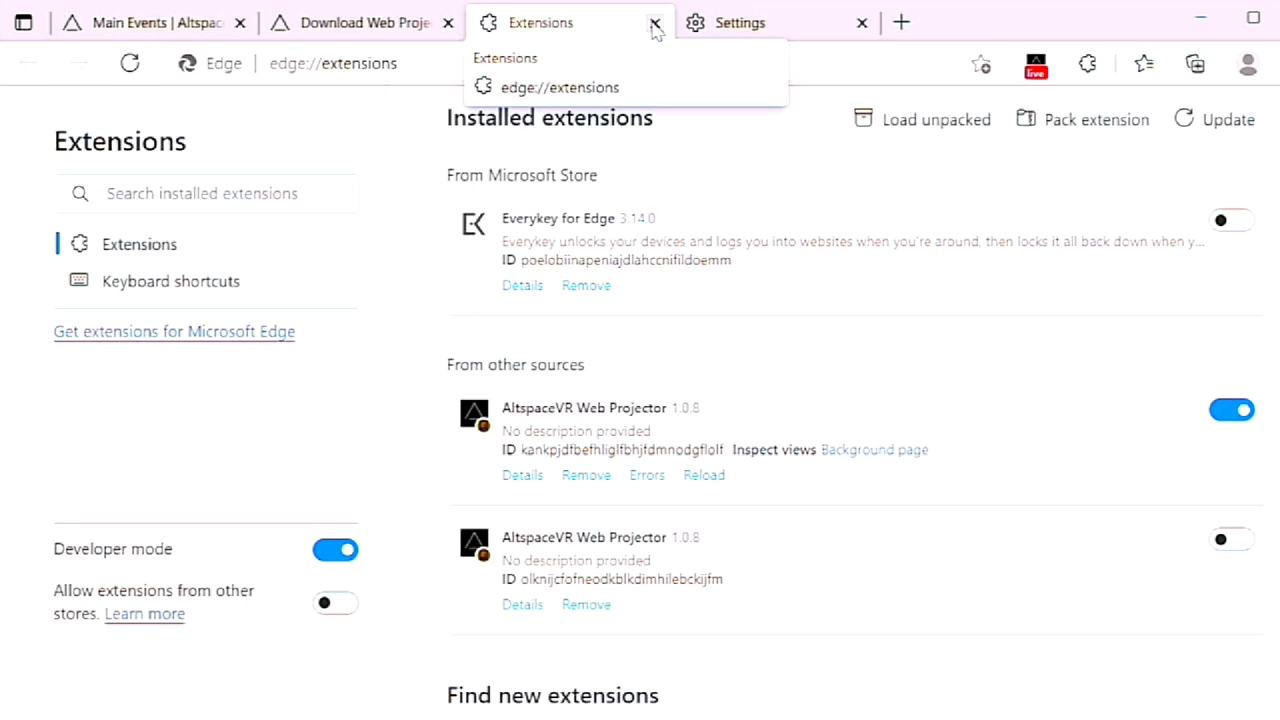 Main Events | Altspac
Download Web Proje
Extensions
Settings
Edge
edge://extensions
live
Extensions
edge://extensions
Extensions
Search installed extensions
Extensions
Keyboard shortcuts
Get extensions for Microsoft Edge
Developer mode
Allow extensions from other
stores. Learn more
Installed extensions
Load unpacked
Pack extension
Update
From Microsoft Store
Everykey for Edge 3.14.0
Everykey unlocks your devices and logs you into websites when you're around, then locks it all back down when y...
ID poelobiinapeniajdlahccnifildoemm
Details Remove
From other sources
AltspaceVR Web Projector 1.0.8
No description provided
ID kankpjdfbefhliglfbhjfdmnodgflolf Inspect views Background page
Details Remove Errors Reload
AltspaceVR Web Projector 1.0.8
No description provided
ID olknijcfofneodkblkdimhilebckijfm
Details Remove
Find new extensions